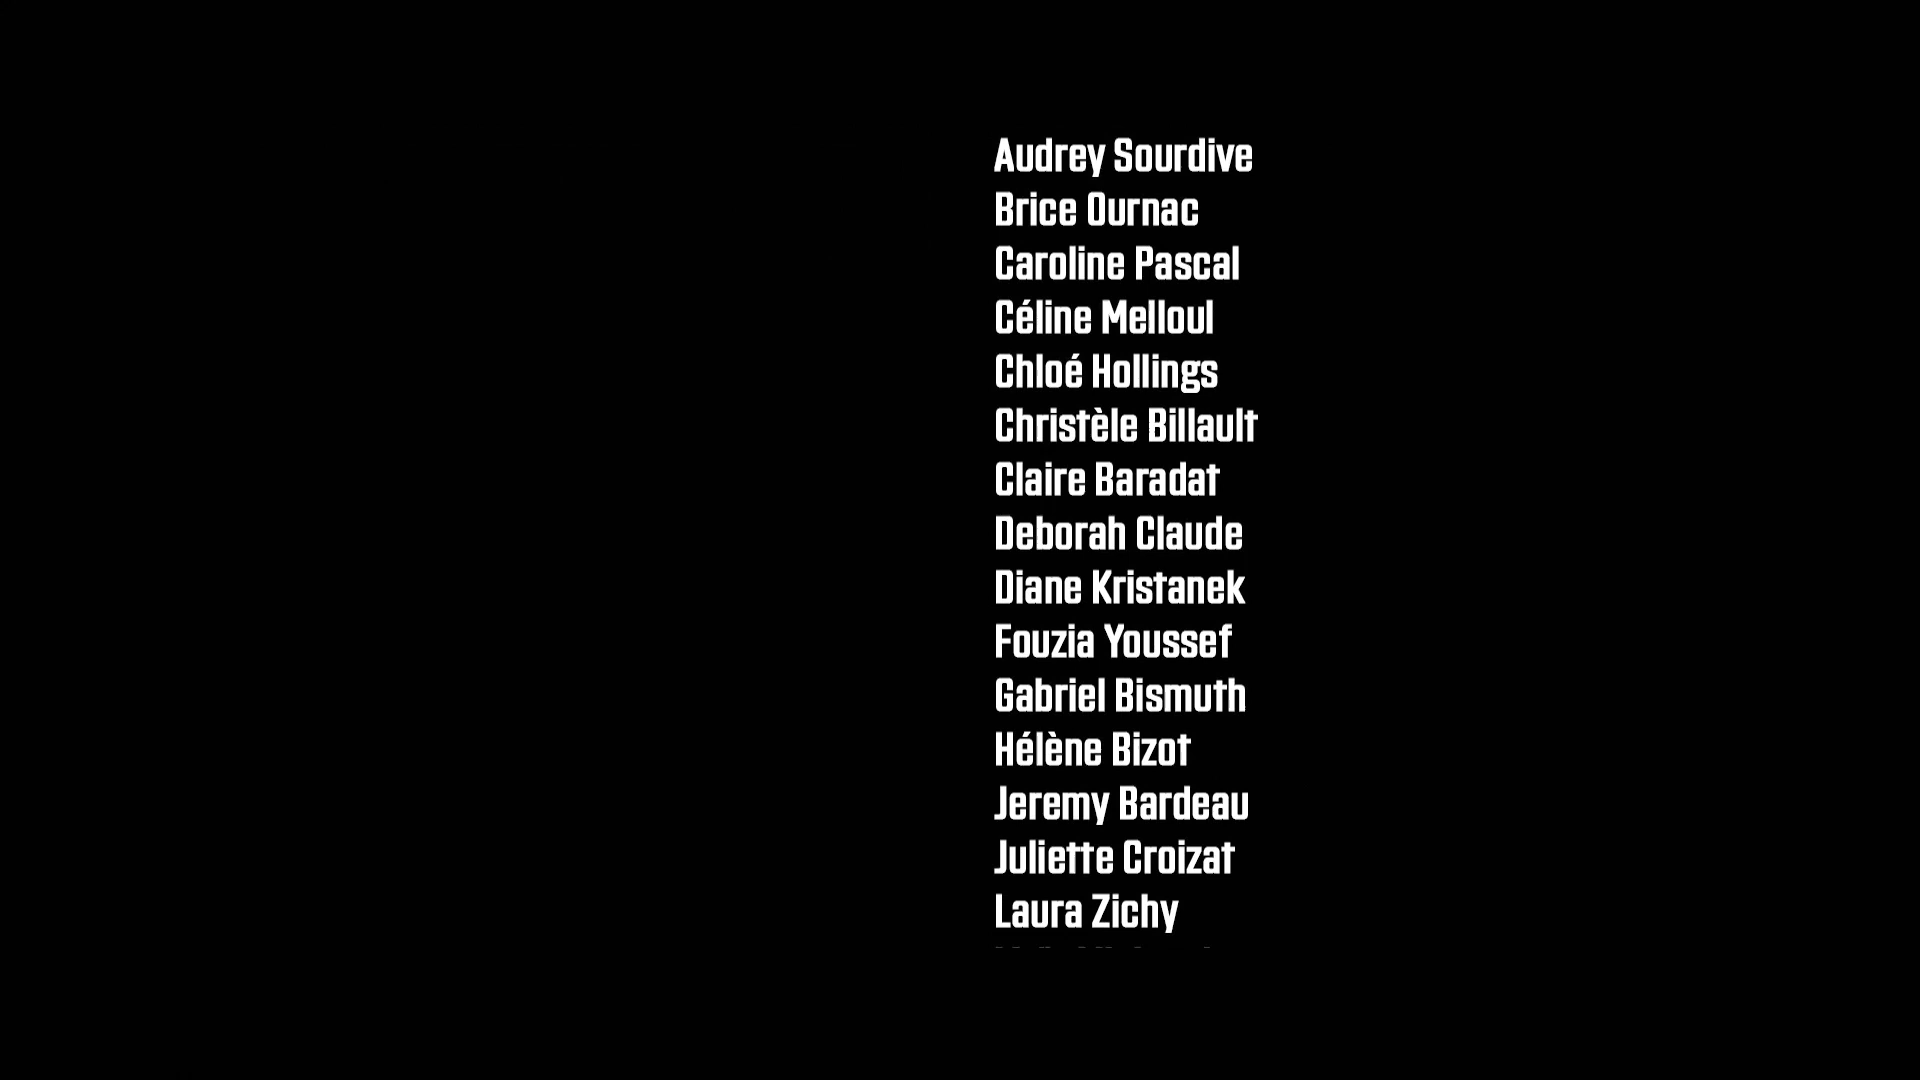 Audrey Sourdive
Brice Ournac
Caroline Pascal
Céline Melloul
Chloé Hollings
Christèle Billault
Claire Baradat
Deborah Claude
Diane Kristanek
Fouzia Youssef
Gabriel Bismuth
Hélène Bizot
Jeremy Bardeau
Juliette Croizat
Laura Zichy